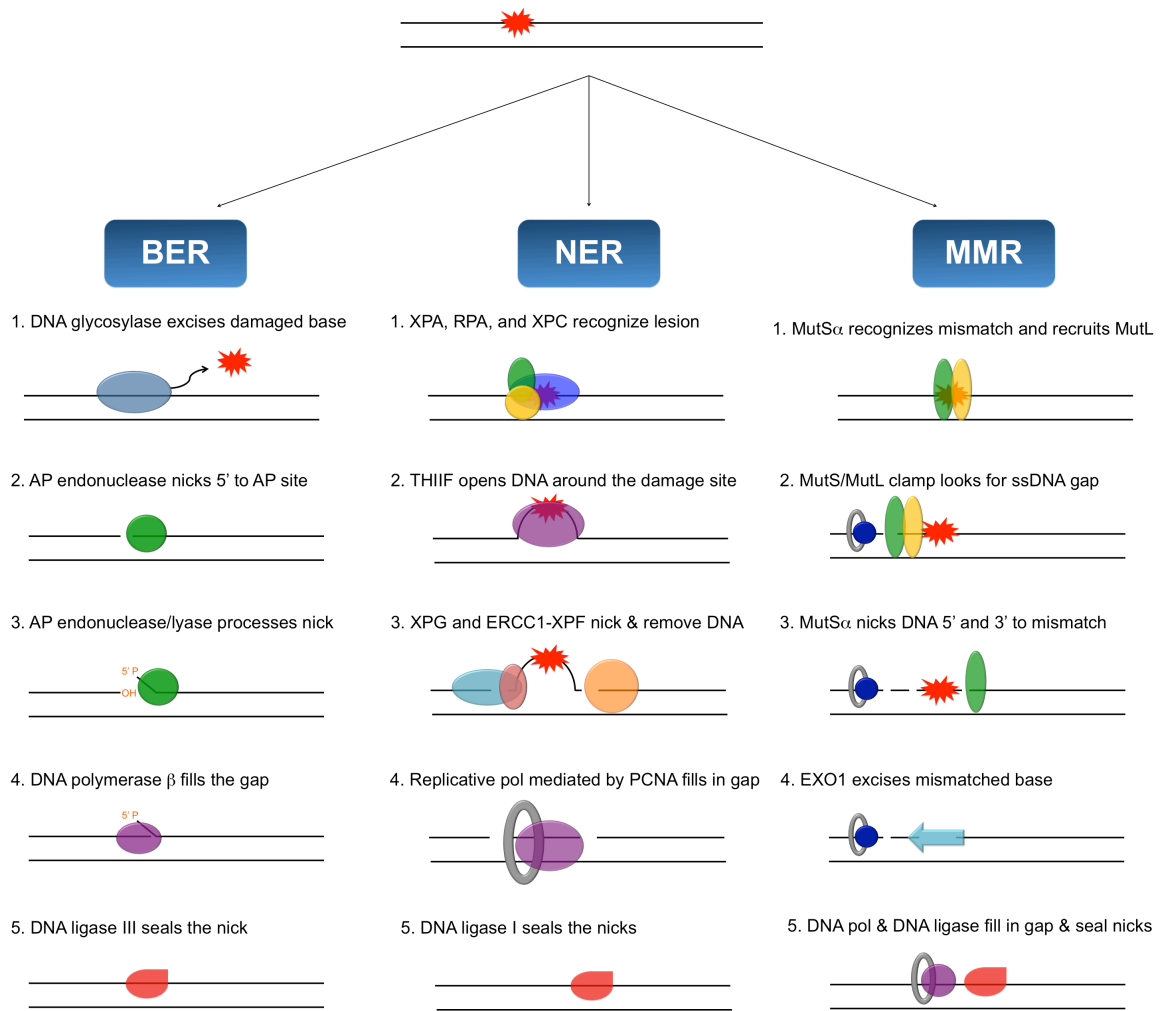 BER
NER
MMR
1. DNA glycosylase excises damaged base
1. XPA, RPA, and XPC recognize lesion
1. MutSα recognizes mismatch and recruits MutL
2. AP endonuclease nicks 5’ to AP site
2. THIIF opens DNA around the damage site
2. MutS/MutL clamp looks for ssDNA gap
3. AP endonuclease/lyase processes nick
3. XPG and ERCC1-XPF nick & remove DNA
3. MutSα nicks DNA 5’ and 3’ to mismatch
5’ P
OH
4. DNA polymerase β fills the gap
4. Replicative pol mediated by PCNA fills in gap
4. EXO1 excises mismatched base
5’ P
5. DNA ligase III seals the nick
5. DNA ligase I seals the nicks
5. DNA pol & DNA ligase fill in gap & seal nicks